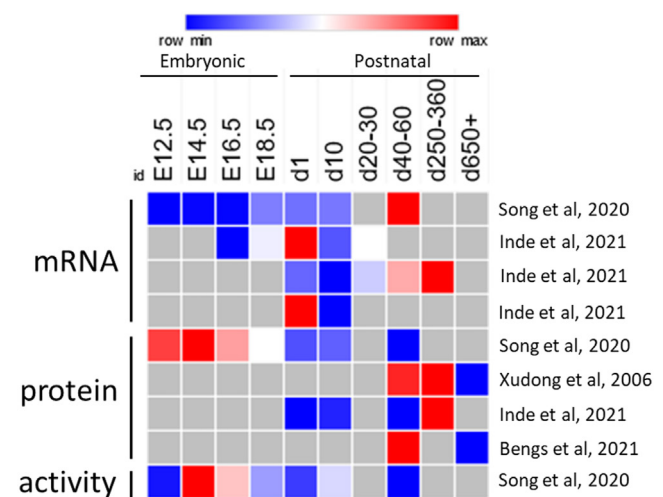 row min row max
Embryonic Postnatal
id E12.5 E14.5 E16.5 E18.5 d1 d10 d20-30 d40-60 d250-360 d650+
mRNA
Song et al, 2020
Inde et al, 2021
Inde et al, 2021
Inde et al, 2021
protein
Song et al, 2020
Xudong et al, 2006
Inde et al, 2021
Bengs et al, 2021
activity
Song et al, 2020